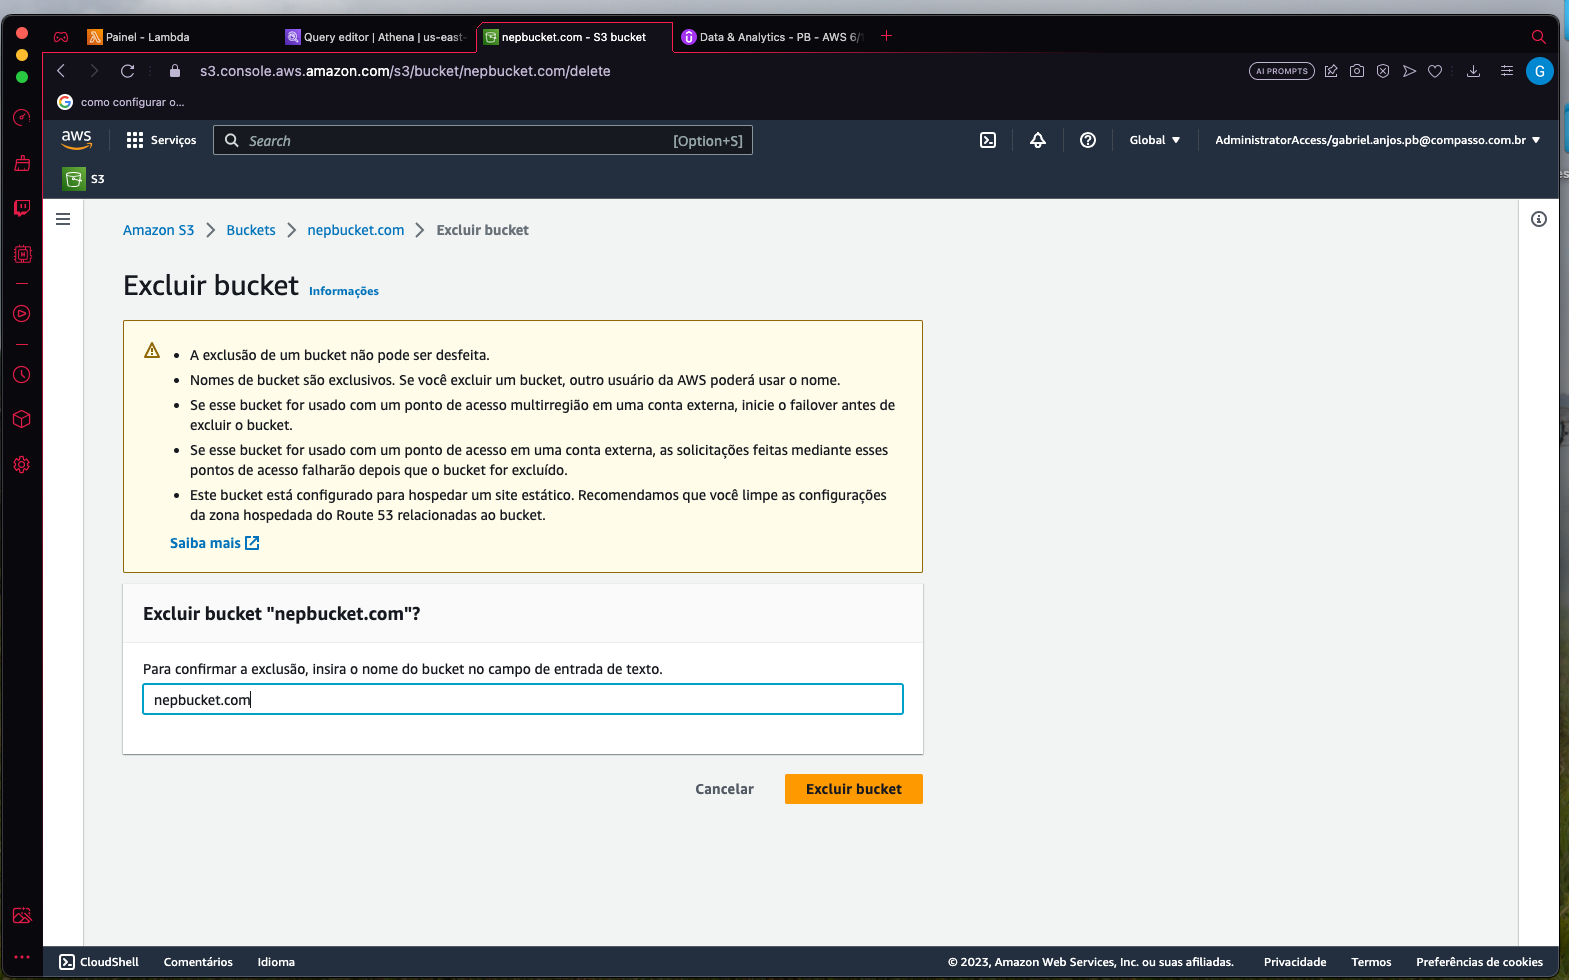 Painel - Lambda
Query editor | Athena | us-east-
nepbucket.com - S3 bucket
Data & Analytics - PB - AWS 6/
s3.console.aws.amazon.com/s3/bucket/nepbucket.com/delete
AI PROMPTS
G
como configurar o...
aws
Serviços
Search
[Option+S]
Global
AdministratorAccess/gabriel.anjos.pb@compasso.com.br
S3
Amazon S3
Buckets
nepbucket.com
Excluir bucket
Excluir bucket Informações
A exclusão de um bucket não pode ser desfeita.
Nomes de bucket são exclusivos. Se você excluir um bucket, outro usuário da AWS poderá usar o nome.
Se esse bucket for usado com um ponto de acesso multirregião em uma conta externa, inicie o failover antes de
excluir o bucket.
Se esse bucket for usado com um ponto de acesso em uma conta externa, as solicitações feitas mediante esses
pontos de acesso falharão depois que o bucket for excluído.
Este bucket está configurado para hospedar um site estático. Recomendamos que você limpe as configurações
da zona hospedada do Route 53 relacionadas ao bucket.
Saiba mais
Excluir bucket "nepbucket.com"?
Para confirmar a exclusão, insira o nome do bucket no campo de entrada de texto.
nepbucket.com
Cancelar
Excluir bucket
CloudShell
Comentários
Idioma
© 2023, Amazon Web Services, Inc. ou suas afiliadas.
Privacidade
Termos
Preferências de cookies